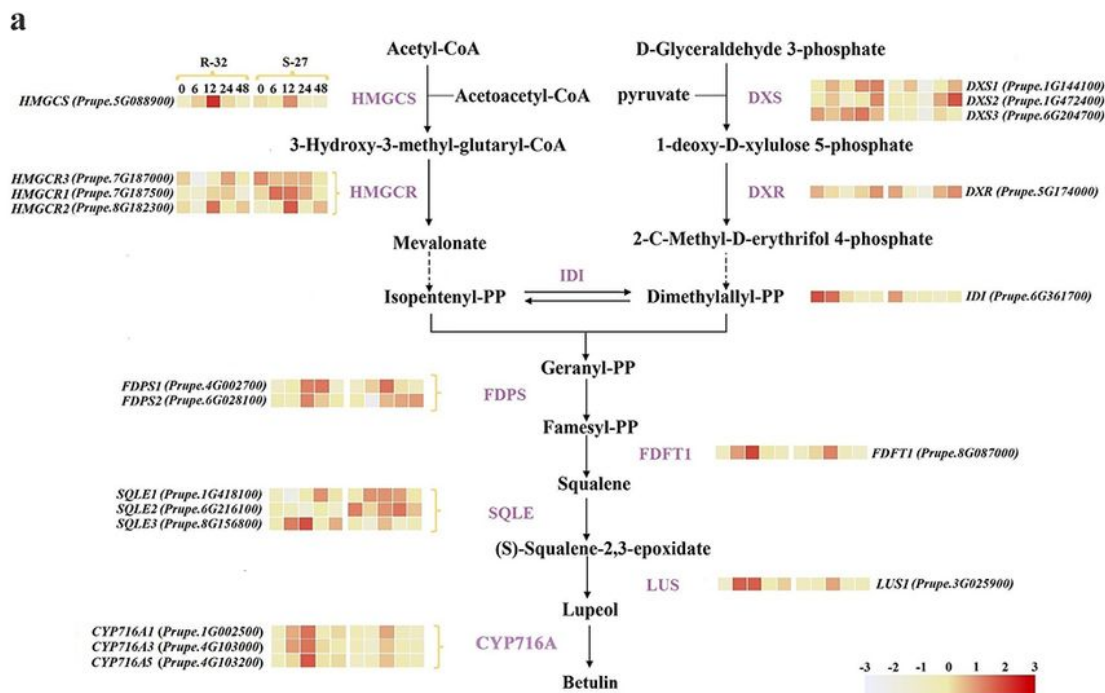 a
Acetyl-CoA
D-Glyceraldehyde 3-phosphate
R-32 S-27
0 6 12 24 48 0 6 12 24 48
HMGCS (Prupe.5G088900)
HMGCS
Acetoacetyl-CoA
pyruvate
DXS
DXS1 (Prupe.1G144100)
DXS2 (Prupe.1G472400)
DXS3 (Prupe.6G204700)
3-Hydroxy-3-methyl-glutaryl-CoA
1-deoxy-D-xylulose 5-phosphate
HMGCR3 (Prupe.7G187000)
HMGCR1 (Prupe.7G187500)
HMGCR2 (Prupe.8G182300)
HMGCR
DXR
DXR (Prupe.5G174000)
Mevalonate
2-C-Methyl-D-erythrifol 4-phosphate
IDI
Isopentenyl-PP
Dimethylallyl-PP
IDI (Prupe.6G361700)
Geranyl-PP
FDPS1 (Prupe.4G002700)
FDPS2 (Prupe.6G028100)
FDPS
Famesyl-PP
FDFT1
FDFT1 (Prupe.8G087000)
Squalene
SQLE1 (Prupe.1G418100)
SQLE2 (Prupe.6G216100)
SQLE3 (Prupe.8G156800)
SQLE
(S)-Squalene-2,3-epoxidate
LUS
LUS1 (Prupe.3G025900)
Lupeol
CYP716A1 (Prupe.1G002500)
CYP716A3 (Prupe.4G103000)
CYP716A5 (Prupe.4G103200)
CYP716A
Betulin
-3 -2 -1 0 1 2 3